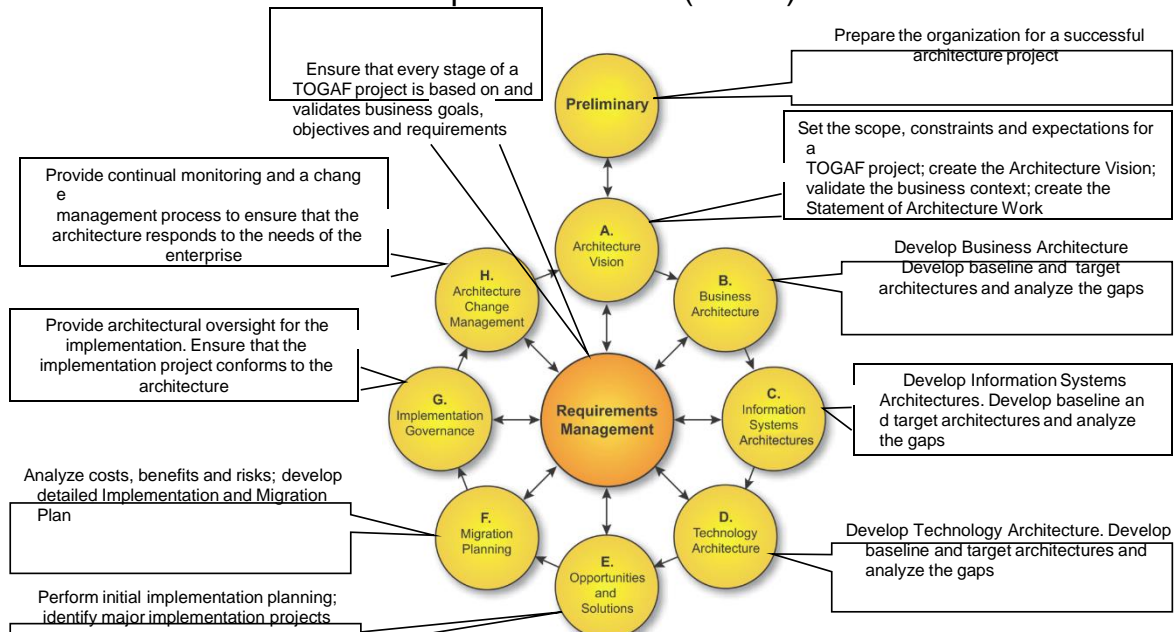 Prepare the organization for a successful
architecture project
Ensure that every stage of a
TOGAF project is based on and
validates business goals,
objectives and requirements
Preliminary
Set the scope, constraints and expectations for
a
TOGAF project; create the Architecture Vision;
validate the business context; create the
Statement of Architecture Work
Provide continual monitoring and a chang
e
management process to ensure that the
architecture responds to the needs of the
enterprise
A.
Architecture
Vision
Develop Business Architecture
Develop baseline and target
architectures and analyze the gaps
H.
Architecture
Change
Management
B.
Business
Architecture
Provide architectural oversight for the
implementation. Ensure that the
implementation project conforms to the
architecture
G.
Implementation
Governance
Requirements
Management
C.
Information
Systems
Architectures
Develop Information Systems
Architectures. Develop baseline an
d target architectures and analyze
the gaps
Analyze costs, benefits and risks; develop
detailed Implementation and Migration
Plan
F.
Migration
Planning
D.
Technology
Architecture
Develop Technology Architecture. Develop
baseline and target architectures and
analyze the gaps
E.
Opportunities
and
Solutions
Perform initial implementation planning;
identify major implementation projects